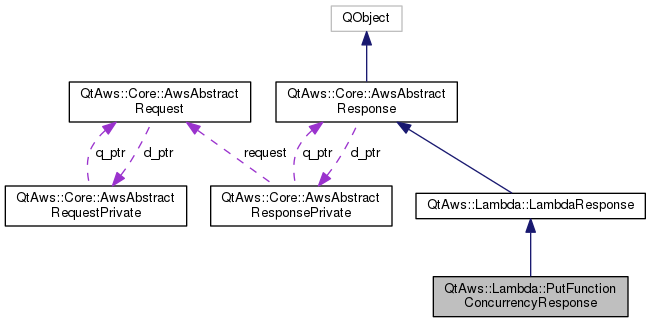 QObject
QtAws::Core::AwsAbstract
Request
QtAws::Core::AwsAbstract
Response
q_ptr
d_ptr
request
q_ptr
d_ptr
QtAws::Core::AwsAbstract
RequestPrivate
QtAws::Core::AwsAbstract
ResponsePrivate
QtAws::Lambda::LambdaResponse
QtAws::Lambda::PutFunction
ConcurrencyResponse